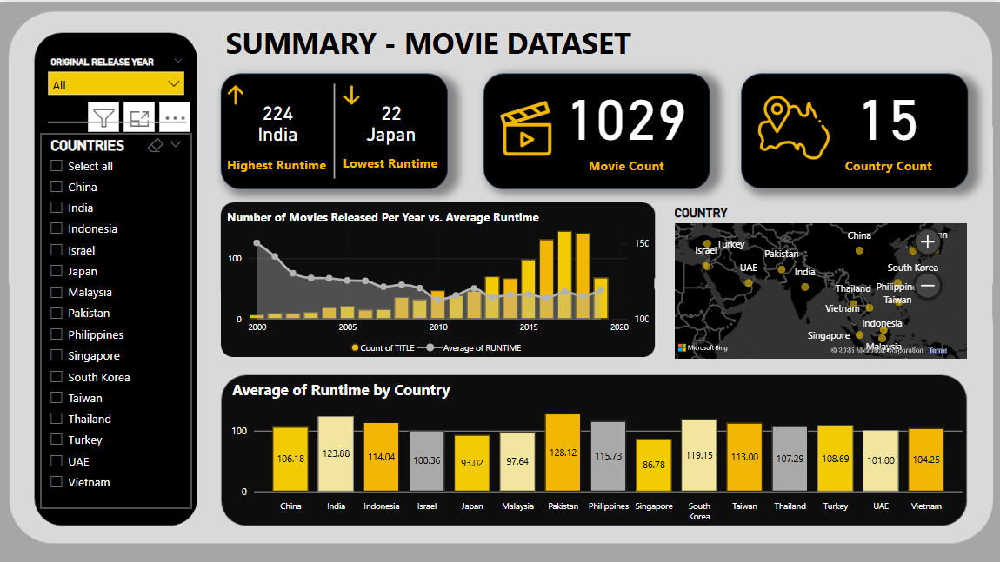 SUMMARY - MOVIE DATASET
ORIGINAL RELEASE YEAR
All
COUNTRIES
Select all
China
India
Indonesia
Israel
Japan
Malaysia
Pakistan
Philippines
Singapore
South Korea
Taiwan
Thailand
Turkey
UAE
Vietnam
224
India
Highest Runtime
22
Japan
Lowest Runtime
1029
Movie Count
15
Country Count
Number of Movies Released Per Year vs. Average Runtime
100
0
150
100
2000 2005 2010 2015 2020
Count of TITLE Average of RUNTIME
COUNTRY
China
Turkey
Israel
Pakistan
UAE
India
South Korea
Thailand
Taiwan
Vietnam
Indonesia
Singapore
Malaysia
Microsoft Bing
© 2025 Microsoft Corporation Terms
Average of Runtime by Country
100
0
106.18 123.88 114.04 100.36 93.02 97.64 128.12 115.73 86.78 119.15 113.00 107.29 108.69 101.00 104.25
China India Indonesia Israel Japan Malaysia Pakistan Philippines Singapore South Korea Taiwan Thailand Turkey UAE Vietnam